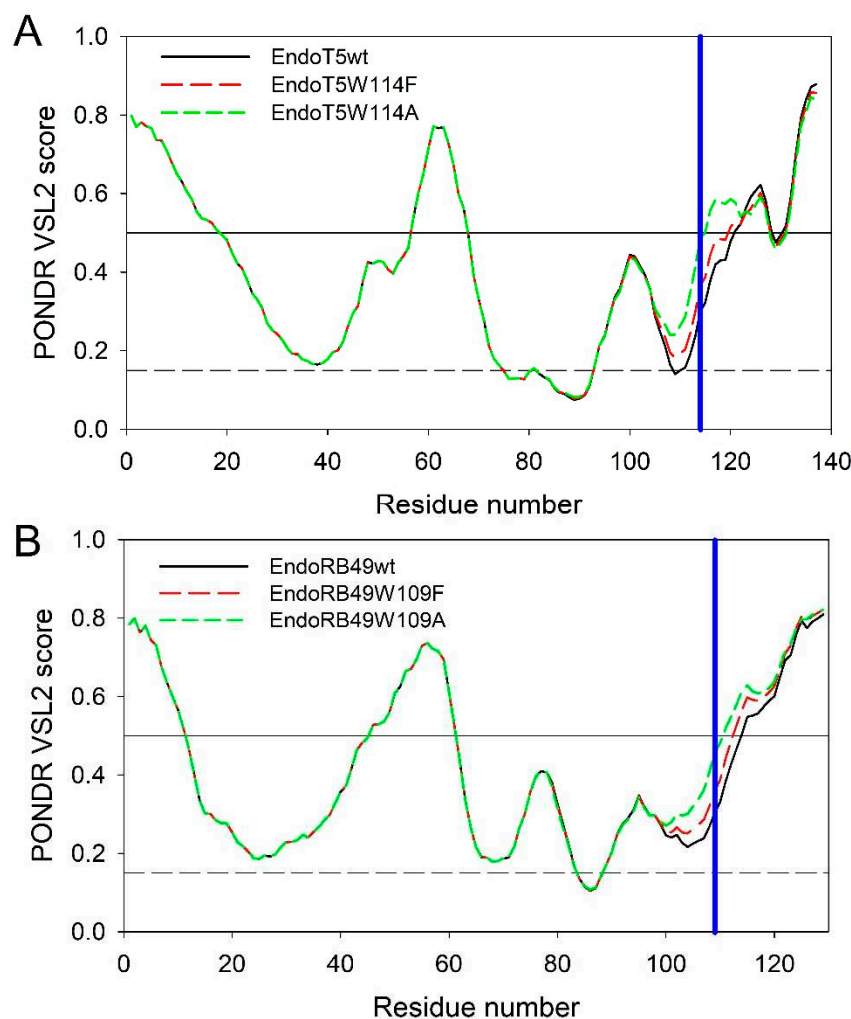 A
1.0
0.8
0.6
0.4
0.2
0.0
PONDR VSL2 score
EndoT5wt
EndoT5W114F
EndoT5W114A
0 20 40 60 80 100 120 140
Residue number
B
1.0
0.8
0.6
0.4
0.2
0.0
PONDR VSL2 score
EndoRB49wt
EndoRB49W109F
EndoRB49W109A
0 20 40 60 80 100 120
Residue number